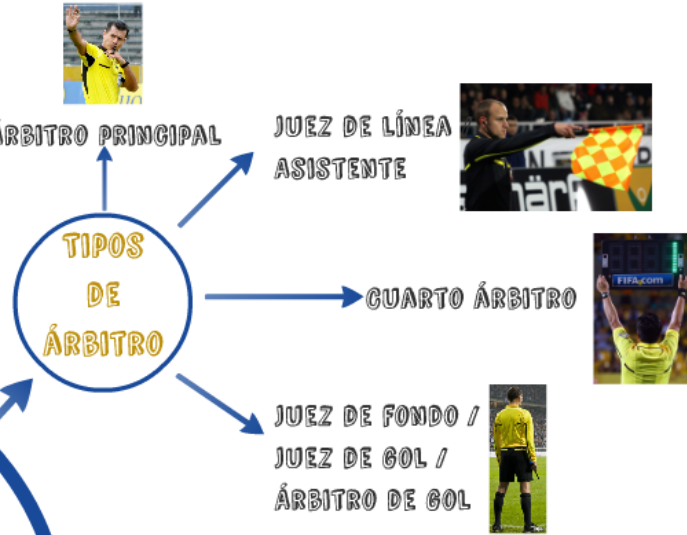 ÁRBITRO PRINCIPAL
JUEZ DE LÍNEA
ASISTENTE
TIPOS
DE
ÁRBITRO
CUARTO ÁRBITRO
FIFA.com
JUEZ DE FONDO /
JUEZ DE GOL /
ÁRBITRO DE GOL